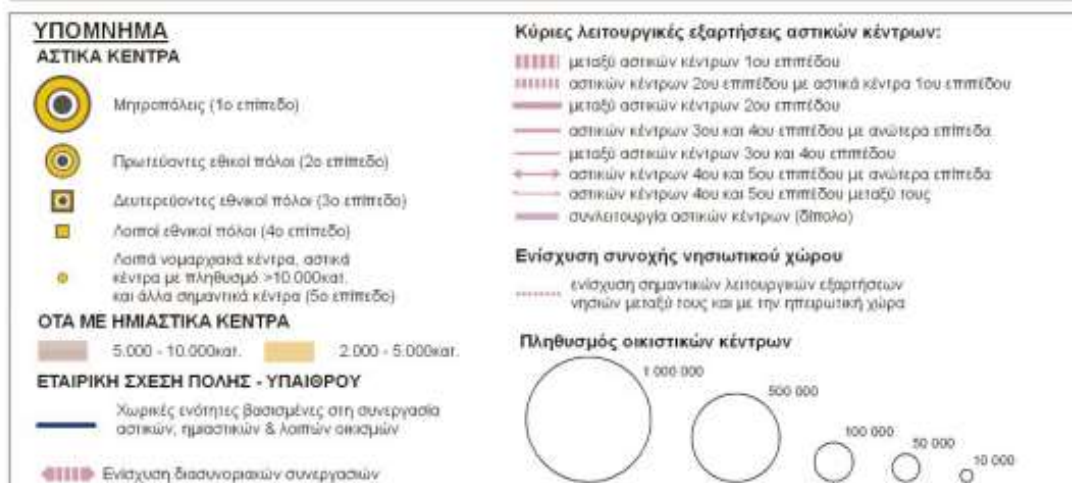 ΥΠΟΜΝΗΜΑ
ΑΣΤΙΚΑ ΚΕΝΤΡΑ
Μητροπόλεις (1ο επίπεδο)
Πρωτεύοντες εθικοί πόλοι (2ο επίπεδο)
Δευτερεύοντες εθνικοί πόλοι (3ο επίπεδο)
Λοιποί εθνικοί πόλοι (4ο επίπεδο)
Λοιπά νομαρχιακά κέντρα, αστικά
κέντρα με πληθυσμό >10.000κατ.
και άλλα σημαντικά κέντρα (5ο επίπεδο)
ΟΤΑ ΜΕ ΗΜΙΑΣΤΙΚΑ ΚΕΝΤΡΑ
5.000 - 10.000κατ.
2.000 - 5.000κατ.
ΕΤΑΙΡΙΚΗ ΣΧΕΣΗ ΠΟΛΗΣ - ΥΠΑΙΘΡΟΥ
Χωρικές ενότητες βασισμένες στη συνεργασία
αστικών, ημιαστικών & λοιπών οικισμών
Ενίσχυση διασυνοριακών συνεργασιών
Κύριες λειτουργικές εξαρτήσεις αστικών κέντρων:
μεταξύ αστικών κέντρων 1ου επιπέδου
αστικών κέντρων 2ου επιπέδου με αστικά κέντρα 1ου επιπέδου
μεταξύ αστικών κέντρων 2ου επιπέδου
αστικών κέντρων 3ου και 4ου επιπέδου με ανώτερα επίπεδα
μεταξύ αστικών κέντρων 3ου και 4ου επιπέδου
αστικών κέντρων 4ου και 5ου επιπέδου με ανώτερα επίπεδα
αστικών κέντρων 4ου και 5ου επιπέδου μεταξύ τους
συνλειτουργία αστικών κέντρων (δίπολο)
Ενίσχυση συνοχής νησιωτικού χώρου
ενίσχυση σημαντικών λειτουργικών εξαρτήσεων
νησιών μεταξύ τους και με την ηπειρωτική χώρα
Πληθυσμός οικιστικών κέντρων
1 000 000
500 000
100 000
50 000
10 000